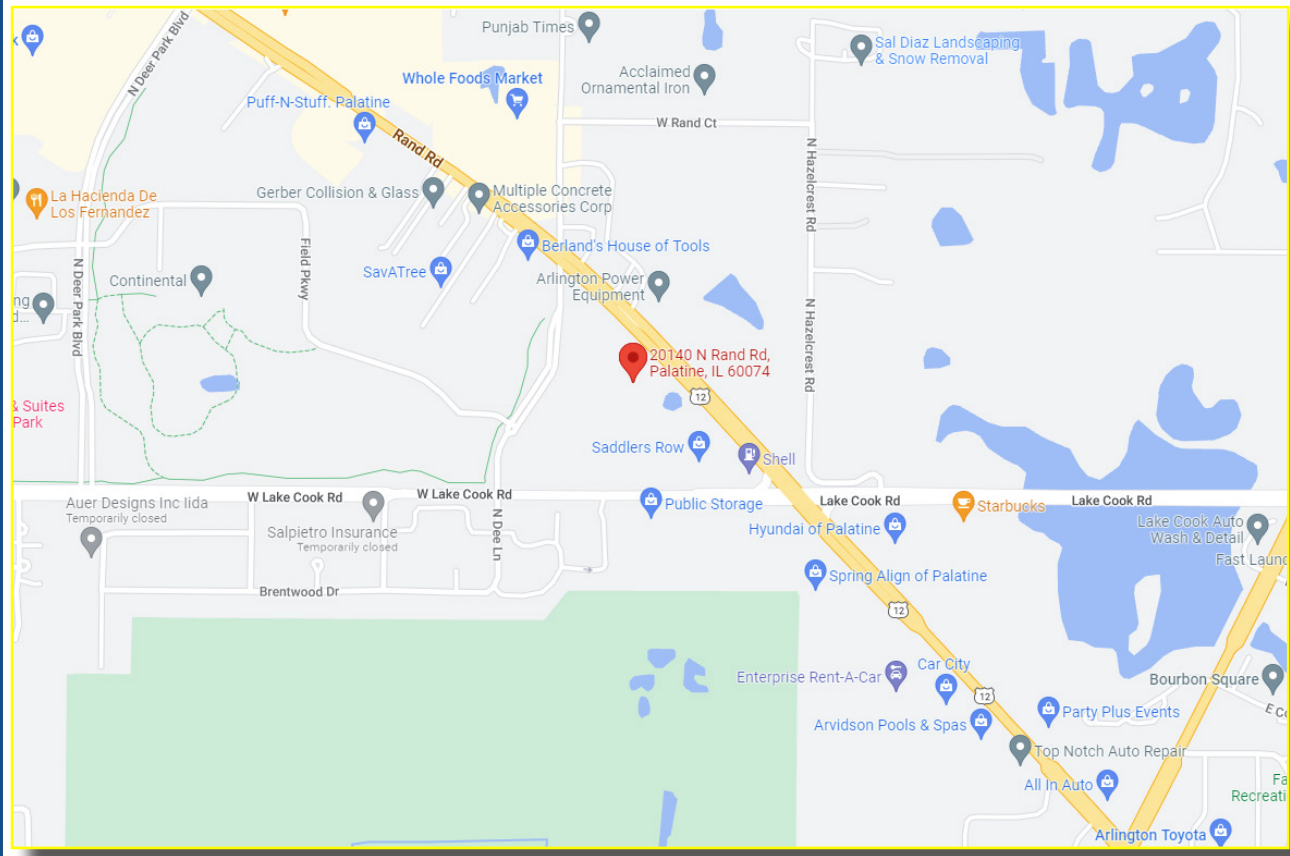 Punjab Times
Sal Diaz Landscaping
& Snow Removal
N Deer Park Blvd
Whole Foods Market
Acclaimed
Ornamental Iron
Puff-N-Stuff. Palatine
W Rand Ct
Rand Rd
N Hazelcrest Rd
La Hacienda De
Los Fernandez
Gerber Collision & Glass
Multiple Concrete
Accessories Corp
Berland's House of Tools
Field Pkwy
SavATree
Continental
Arlington Power
Equipment
N Deer Park Blvd
ng
d...
N Hazelcrest Rd
20140 N Rand Rd,
Palatine, IL 60074
12
& Suites
Park
Saddlers Row
Shell
W Lake Cook Rd
W Lake Cook Rd
Lake Cook Rd
Lake Cook Rd
Auer Designs Inc Iida
Temporarily closed
Salpietro Insurance
Temporarily closed
N Dee Ln
Public Storage
Starbucks
Hyundai of Palatine
Lake Cook Auto
Wash & Detail
Fast Laund
Spring Align of Palatine
Brentwood Dr
12
Enterprise Rent-A-Car
Car City
12
Bourbon Square
E Co
Party Plus Events
Arvidson Pools & Spas
Top Notch Auto Repair
All In Auto
Fa
Recreati
Arlington Toyota